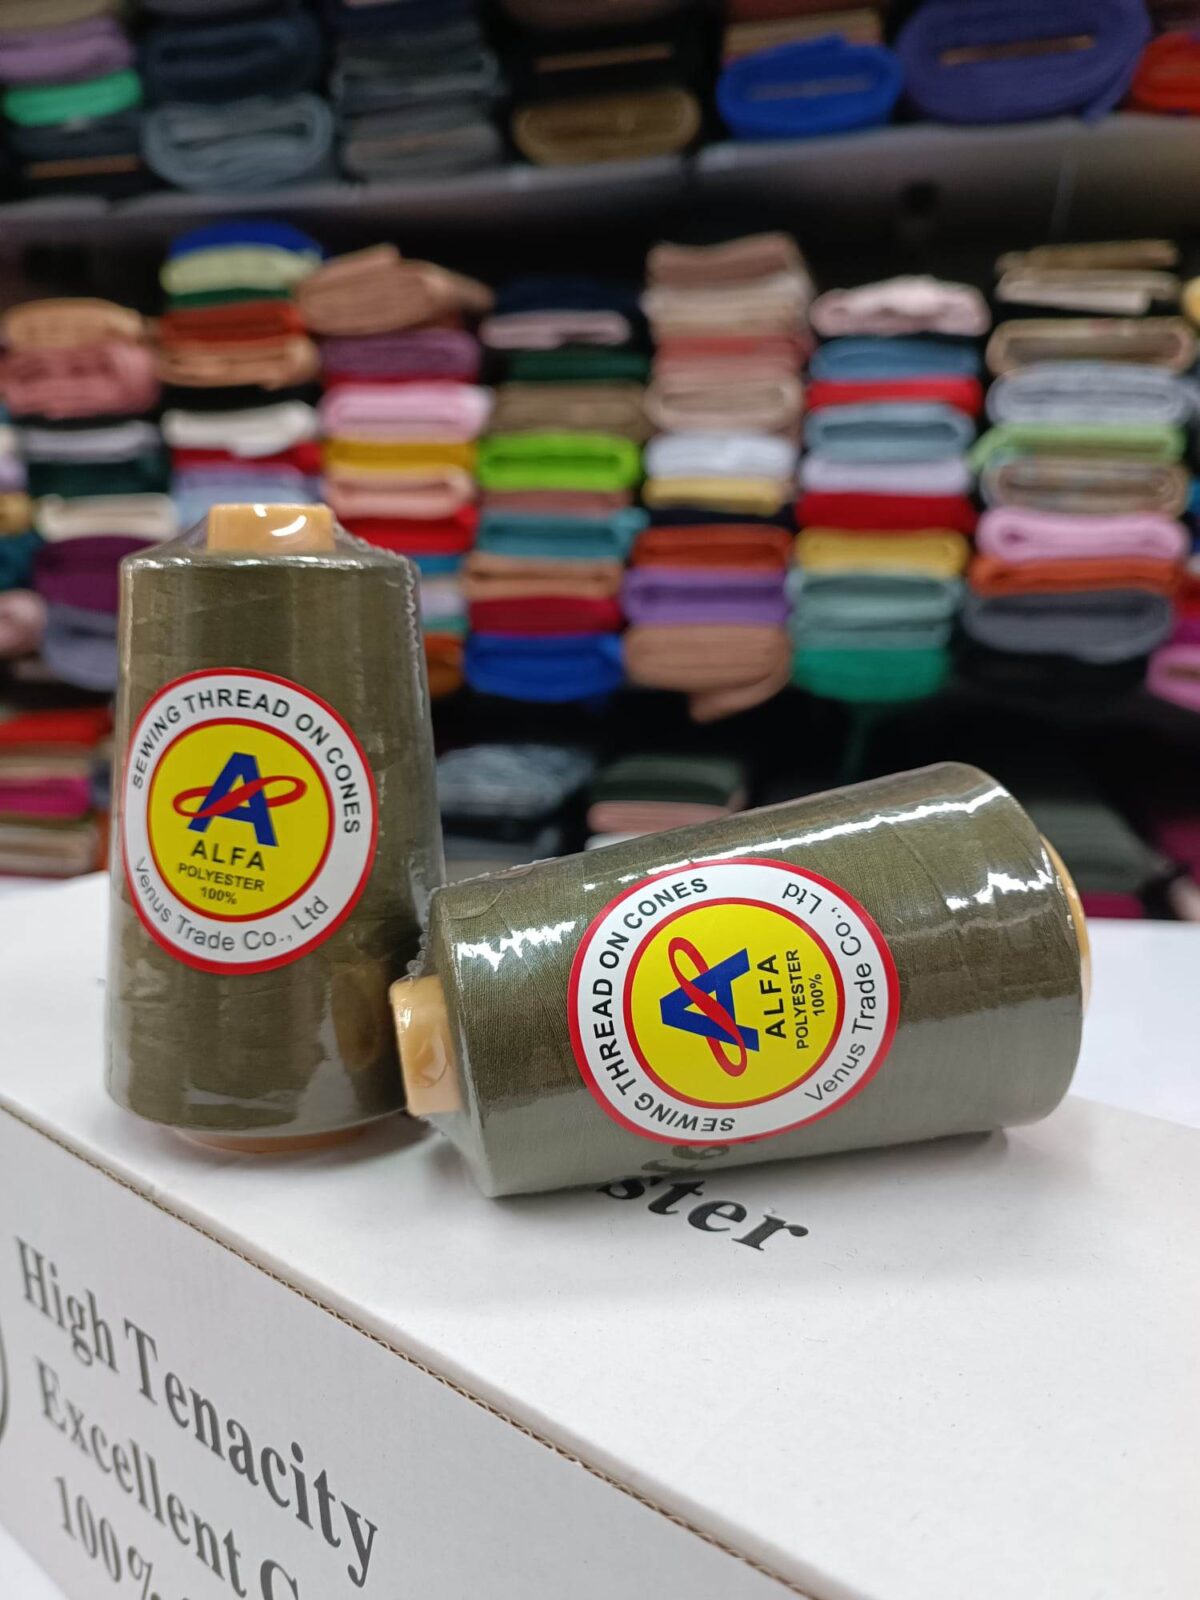 SEWING THREAD ON CONES
ALFA
POLYESTER
100%
Venus Trade Co., Ltd
SEWING THREAD ON CONES
ALFA
POLYESTER
100%
Venus Trade Co., Ltd
High Tenacity
Excellent
100%